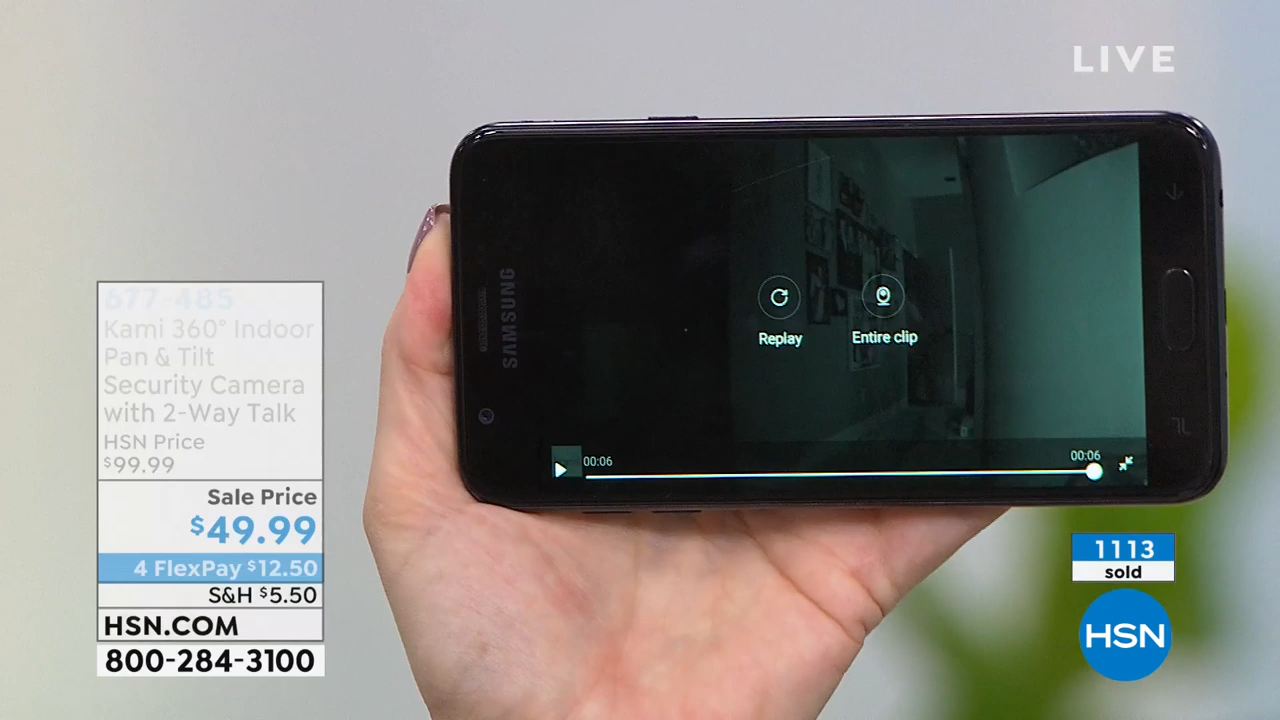 LIVE
SAMSUNG
Replay
Entire clip
00:06
00:06
677-485
Kami 360° Indoor
Pan & Tilt
Security Camera
with 2-Way Talk
HSN Price
$99.99
Sale Price
$49.99
4 FlexPay $12.50
S&H $5.50
HSN.COM
800-284-3100
1113
sold
HSN